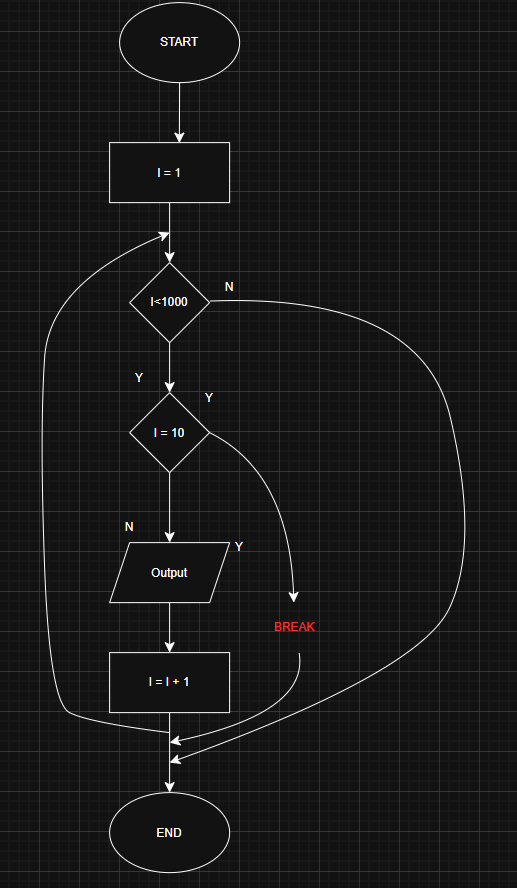 START
I = 1
N
I<1000
Y
Y
I = 10
N
Y
Output
BREAK
I = I + 1
END